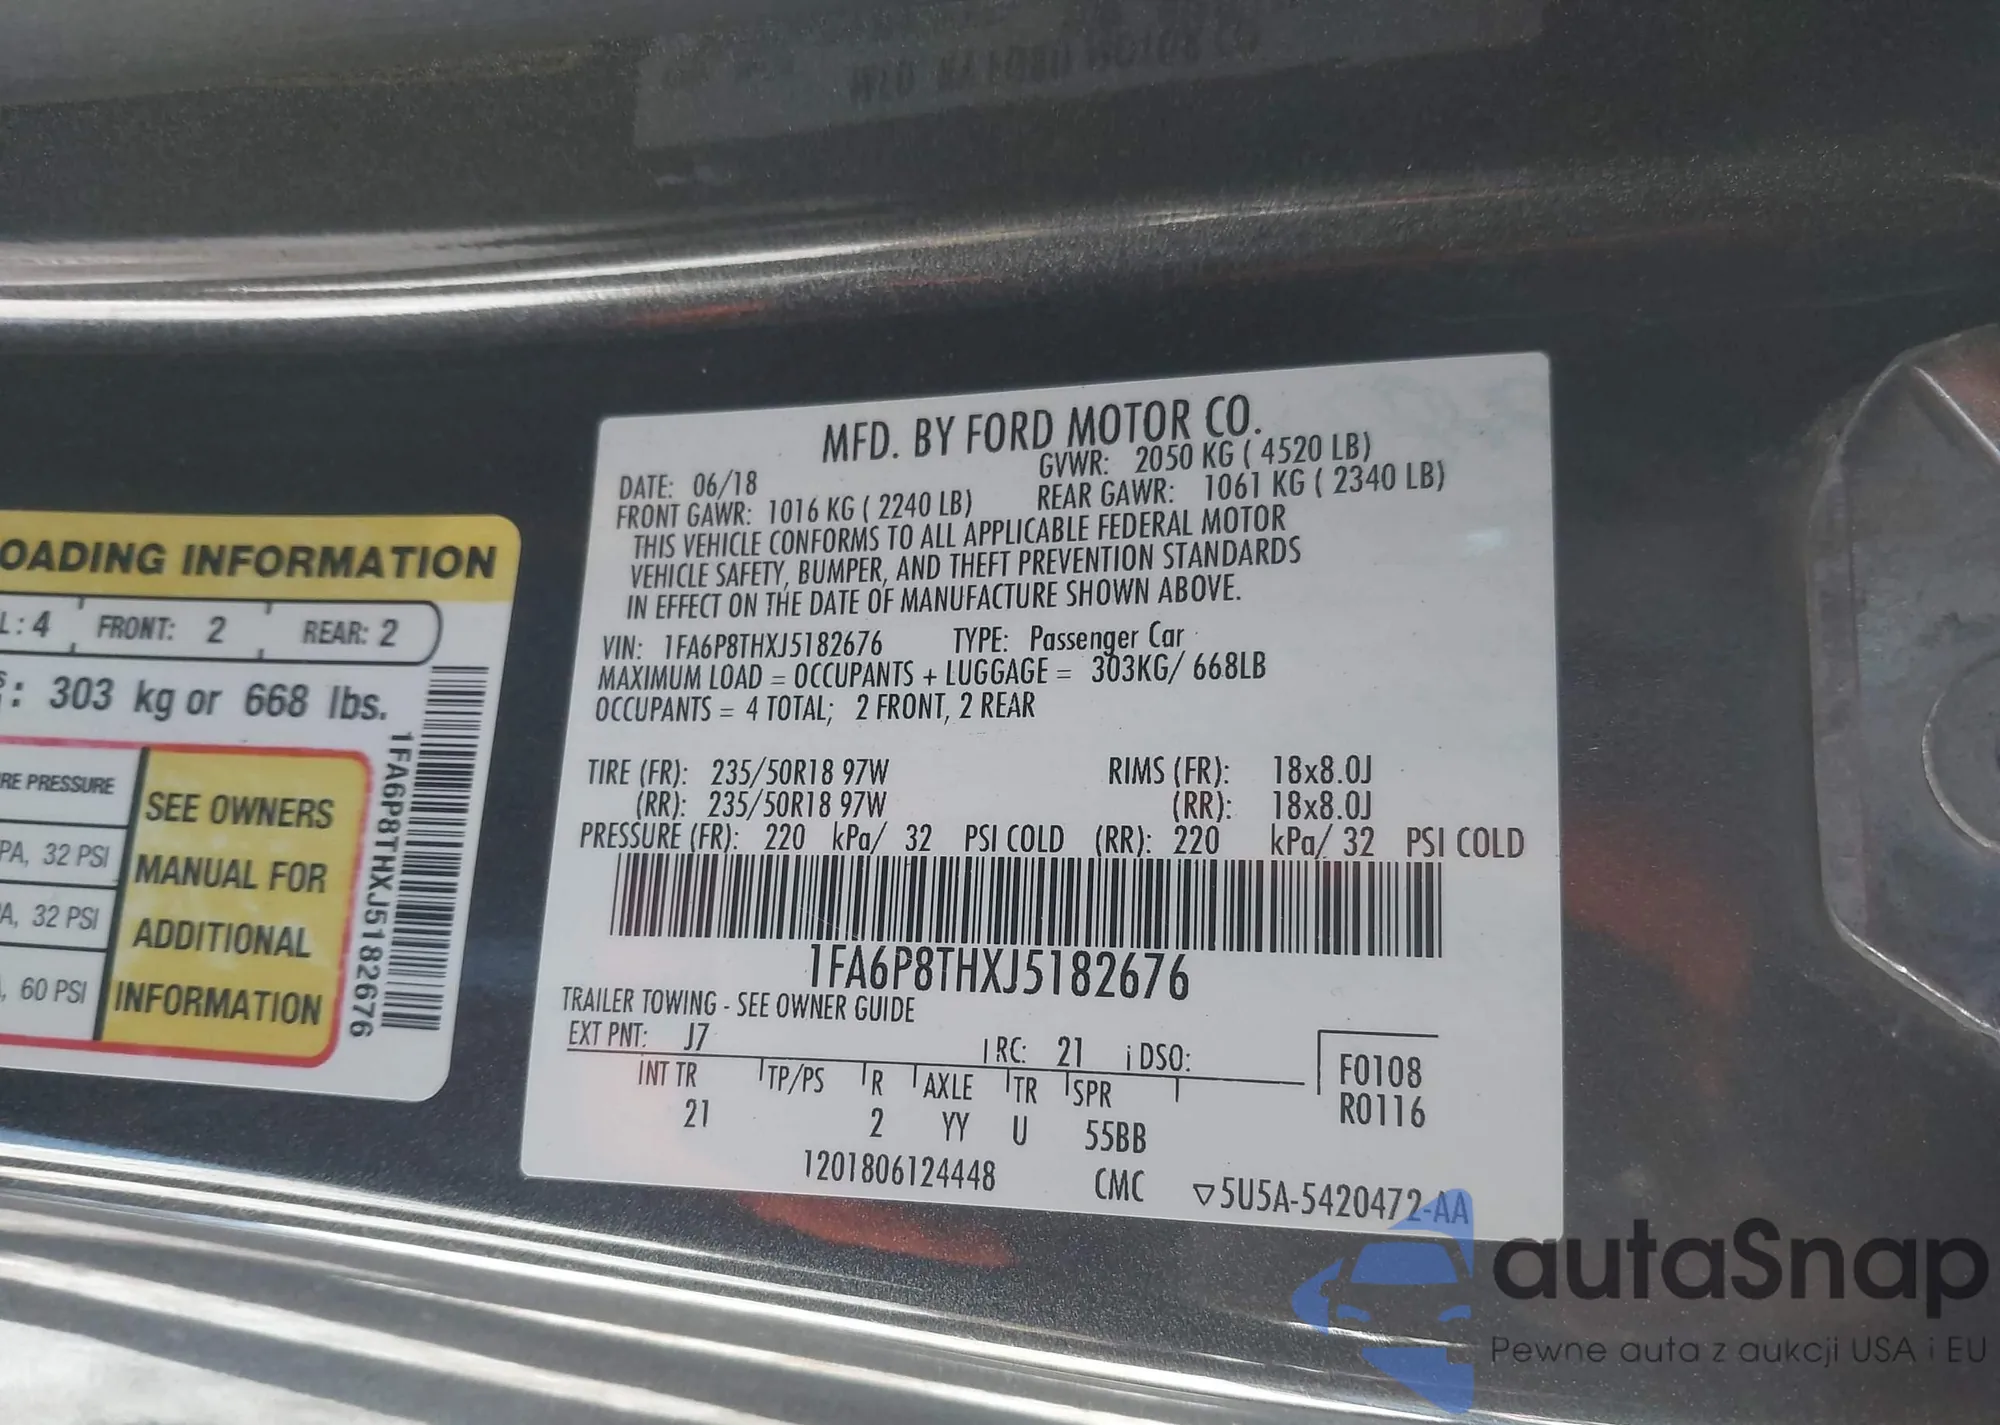 OADING INFORMATION
L: 4 FRONT: 2 REAR: 2
: 303 kg or 668 lbs.
RE PRESSURE
PA, 32 PSI
A, 32 PSI
, 60 PSI
SEE OWNERS
MANUAL FOR
ADDITIONAL
INFORMATION
1FA6P8THXJ5182676
MFD. BY FORD MOTOR CO.
DATE: 06/18 GVWR: 2050 KG ( 4520 LB)
FRONT GAWR: 1016 KG ( 2240 LB) REAR GAWR: 1061 KG ( 2340 LB)
THIS VEHICLE CONFORMS TO ALL APPLICABLE FEDERAL MOTOR
VEHICLE SAFETY, BUMPER, AND THEFT PREVENTION STANDARDS
IN EFFECT ON THE DATE OF MANUFACTURE SHOWN ABOVE.
VIN: 1FA6P8THXJ5182676 TYPE: Passenger Car
MAXIMUM LOAD = OCCUPANTS + LUGGAGE = 303KG/ 668LB
OCCUPANTS = 4 TOTAL; 2 FRONT, 2 REAR
TIRE (FR): 235/50R18 97W RIMS (FR): 18x8.0J
(RR): 235/50R18 97W (RR): 18x8.0J
PRESSURE (FR): 220 kPa/ 32 PSI COLD (RR): 220 kPa/ 32 PSI COLD
1FA6P8THXJ5182676
TRAILER TOWING - SEE OWNER GUIDE
EXT PNT: J7 RC: 21 DSO:
INT TR TP/PS R AXLE TR SPR
21 2 YY U 55BB
F0108
R0116
1201806124448 CMC ▽5U5A-5420472-AA
autaSnap
Pewne auta z aukcji USA i EU